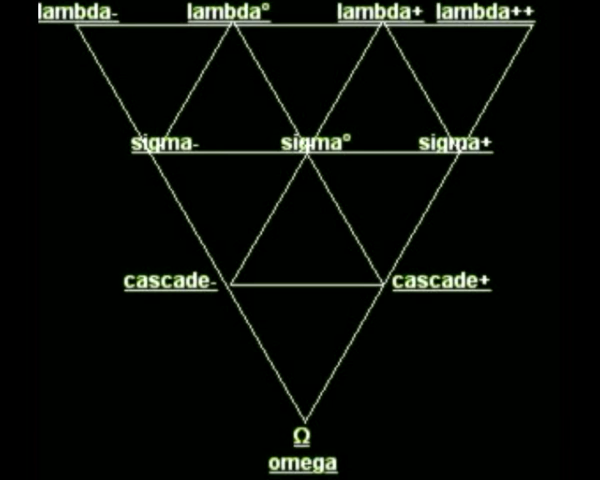 lambda- lambda° lambda+ lambda++
sigma- sigma° sigma+
cascade- cascade+
Ω
omega